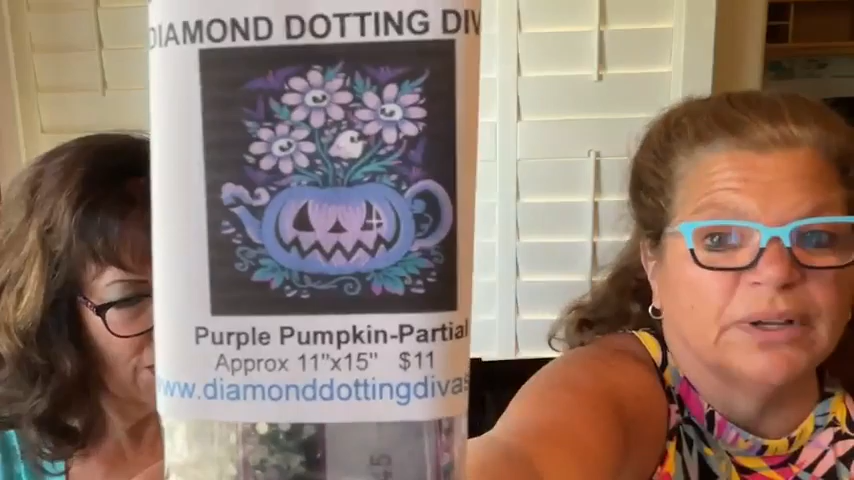 DIAMOND DOTTING DIV
Purple Pumpkin-Partial
Approx 11"x15" $11
www.diamonddottingdivas